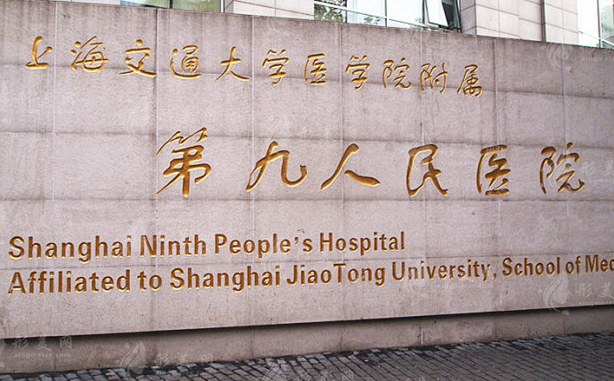 上海交通大学医学院附属
第九人民医院
Shanghai Ninth People's Hospital
Affiliated to Shanghai JiaoTong University, School of Med